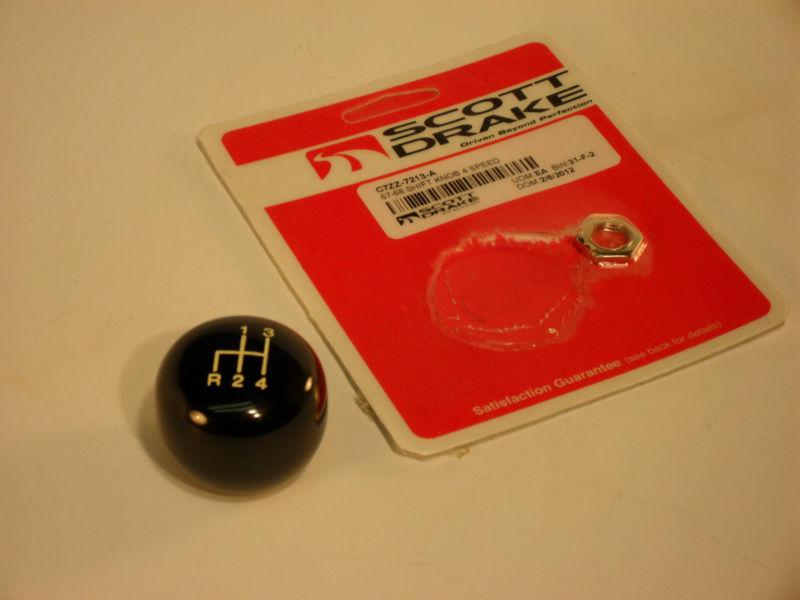 SCOTT
DRAKE
Driven Beyond Perfection
C7ZZ-7213-A
67-68 SHIFT KNOB 4 SPEED
UOM: EA BIN: 31-F-2
DOM: 2/6/2012
SCOTT
DRAKE
1 3
R 2 4
Satisfaction Guarantee (see back for details)